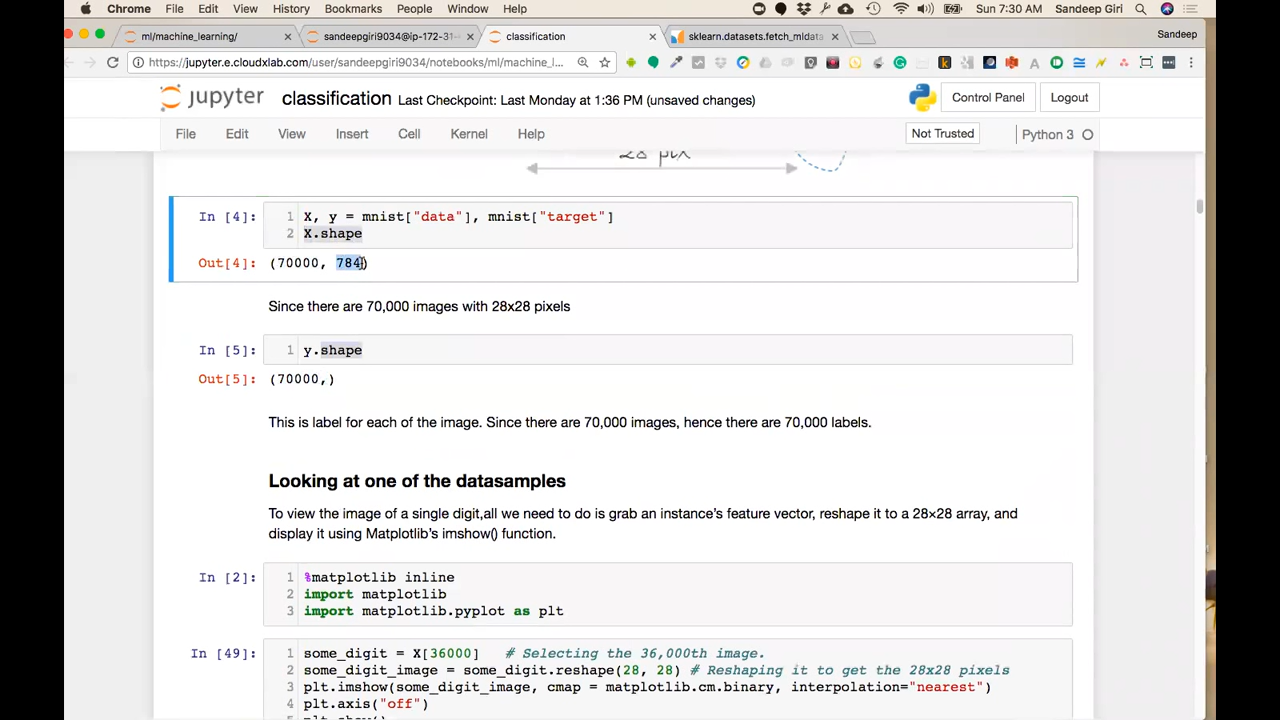 Chrome File Edit View History Bookmarks People Window Help Sun 7:30 AM Sandeep Giri
ml/machine_learning/ sandeepgiri9034@ip-172-31- classification sklearn.datasets.fetch_mldata Sandeep
https://jupyter.e.cloudxlab.com/user/sandeepgiri9034/notebooks/ml/machine_l...
jupyter classification Last Checkpoint: Last Monday at 1:36 PM (unsaved changes) Control Panel Logout
File Edit View Insert Cell Kernel Help Not Trusted Python 3
28 pix
In [4]: 1 X, y = mnist["data"], mnist["target"]
2 X.shape
Out[4]: (70000, 784)
Since there are 70,000 images with 28x28 pixels
In [5]: 1 y.shape
Out[5]: (70000,)
This is label for each of the image. Since there are 70,000 images, hence there are 70,000 labels.
Looking at one of the datasamples
To view the image of a single digit,all we need to do is grab an instance's feature vector, reshape it to a 28×28 array, and
display it using Matplotlib's imshow() function.
In [2]: 1 %matplotlib inline
2 import matplotlib
3 import matplotlib.pyplot as plt
In [49]: 1 some_digit = X[36000] # Selecting the 36,000th image.
2 some_digit_image = some_digit.reshape(28, 28) # Reshaping it to get the 28x28 pixels
3 plt.imshow(some_digit_image, cmap = matplotlib.cm.binary, interpolation="nearest")
4 plt.axis("off")
5 plt.show()